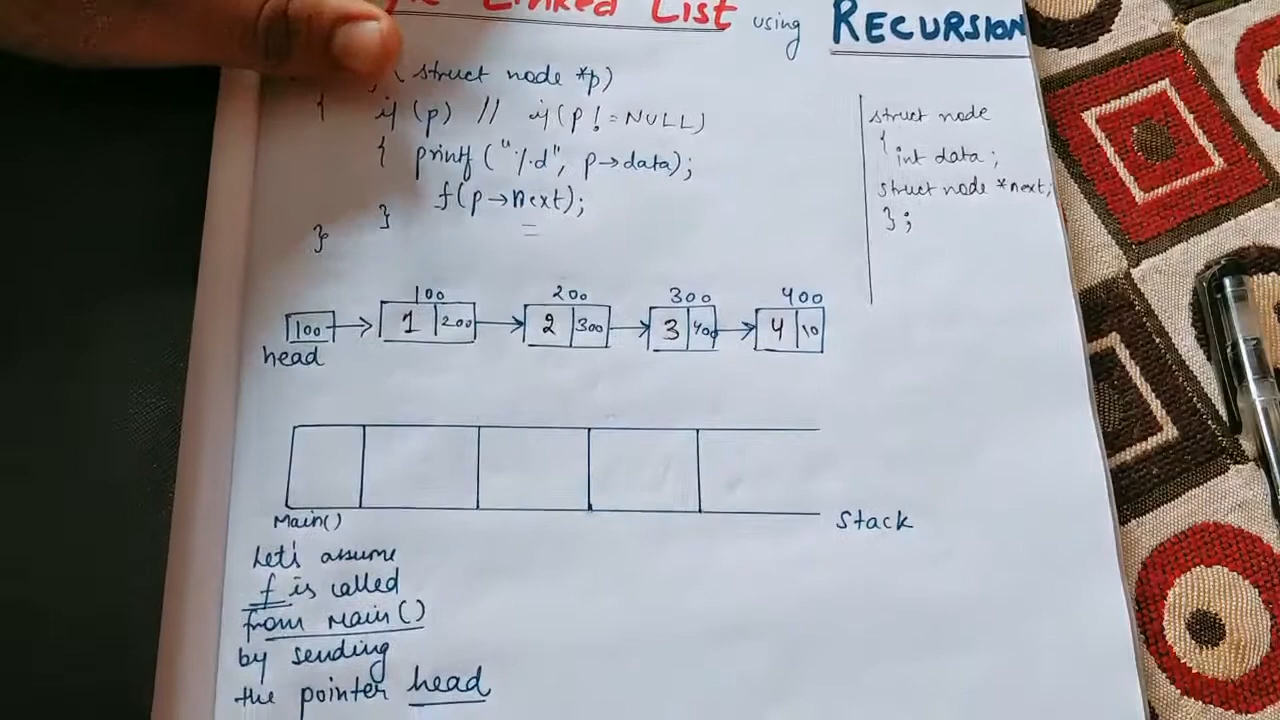 Linked List using RECURSION
(struct node *p)
{ if (p) // if (p != NULL)
{ printf ("%d", p→data);
f(p→next);
}
}
struct node
{
int data;
struct node *next;
};
100 200 300 400
100 1 200 2 300 3 400 4 10
head
Main() Stack
Let's assume
f is called
from Main()
by sending
the pointer head